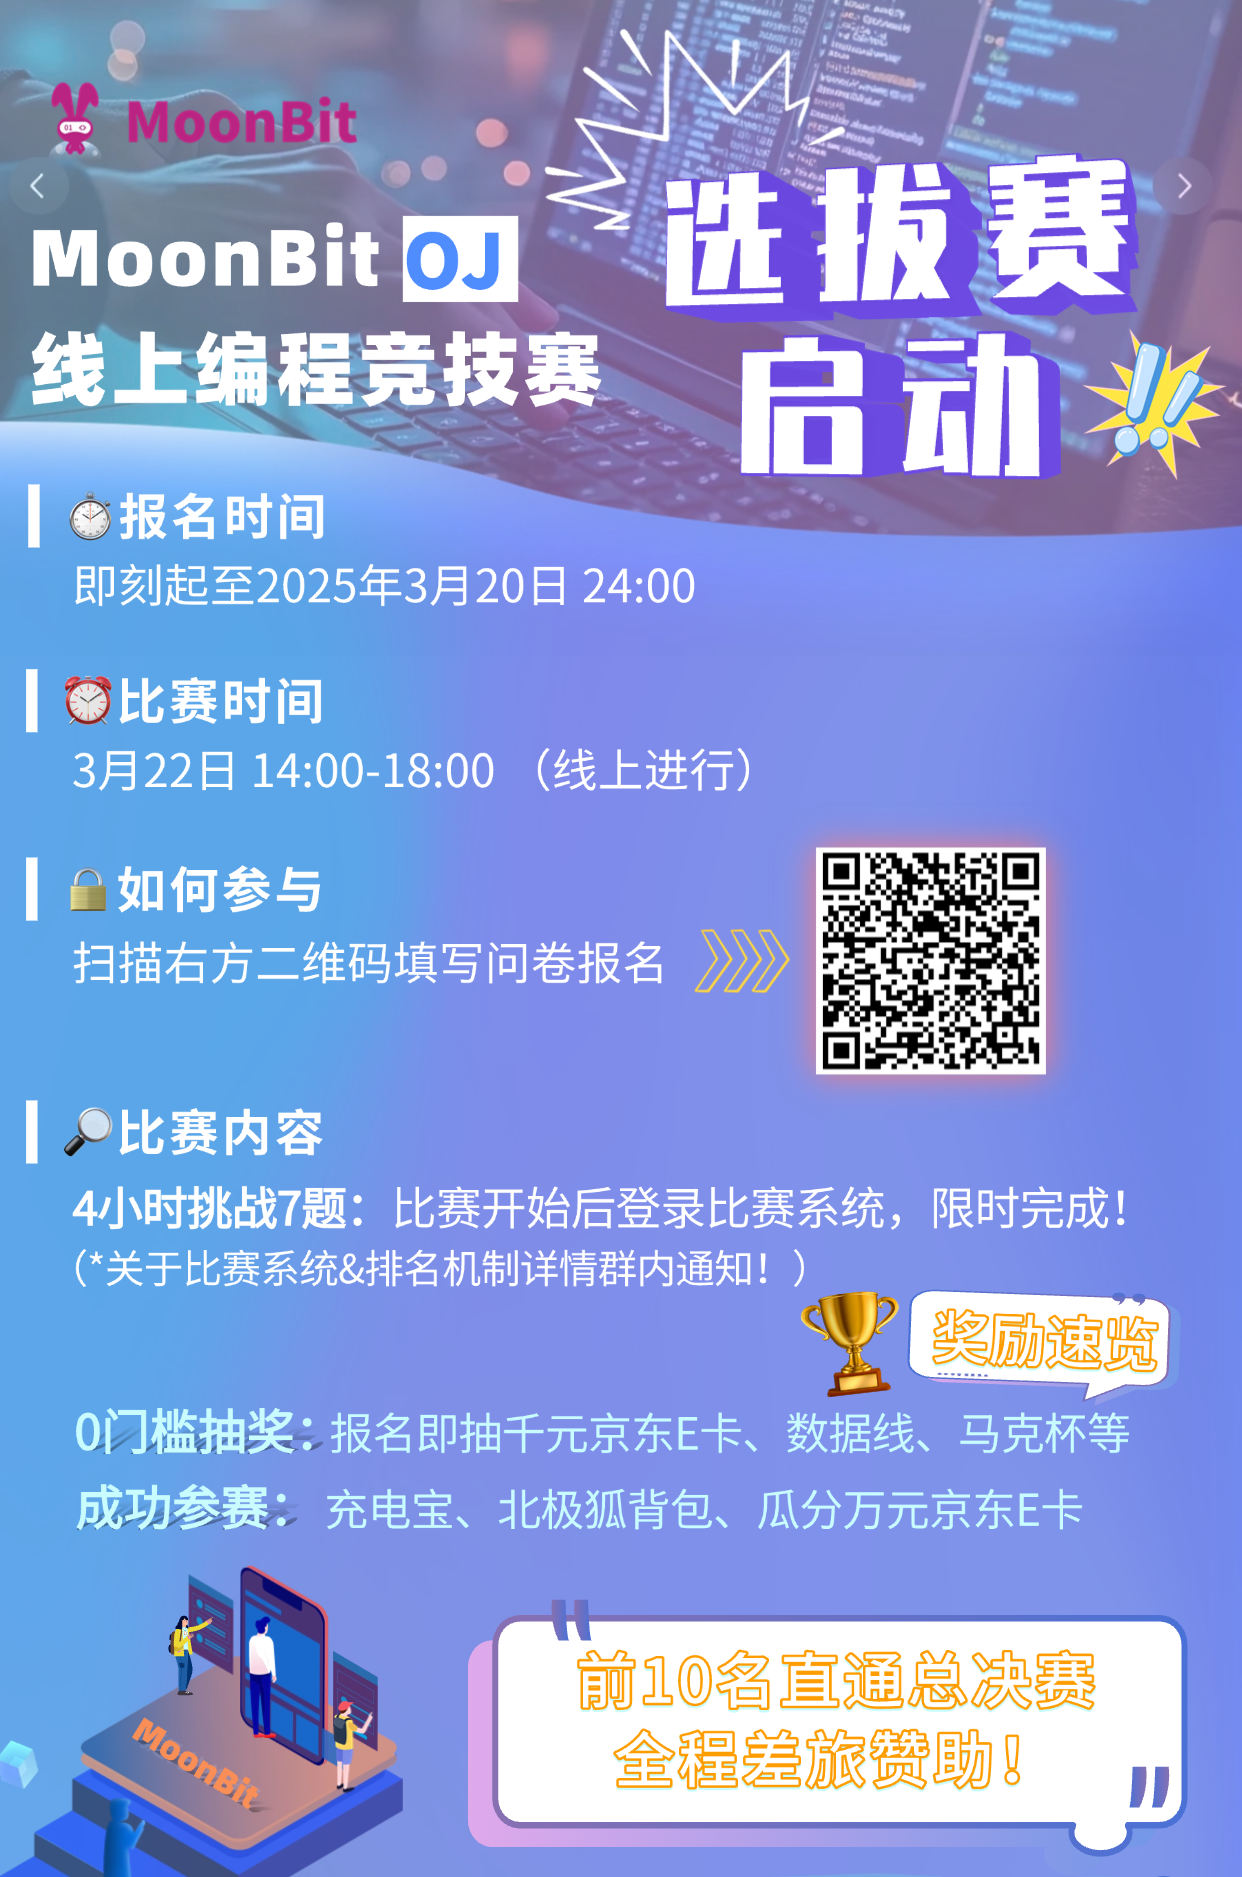 MoonBit
MoonBit OJ
线上编程竞技赛
选拔赛
启动
报名时间
即刻起至2025年3月20日 24:00
比赛时间
3月22日 14:00-18:00 （线上进行）
如何参与
扫描右方二维码填写问卷报名
比赛内容
4小时挑战7题：比赛开始后登录比赛系统，限时完成！
（*关于比赛系统&排名机制详情群内通知！）
奖励速览
0门槛抽奖：报名即抽千元京东E卡、数据线、马克杯等
成功参赛：充电宝、北极狐背包、瓜分万元京东E卡
MoonBit
"前10名直通总决赛
全程差旅赞助！"